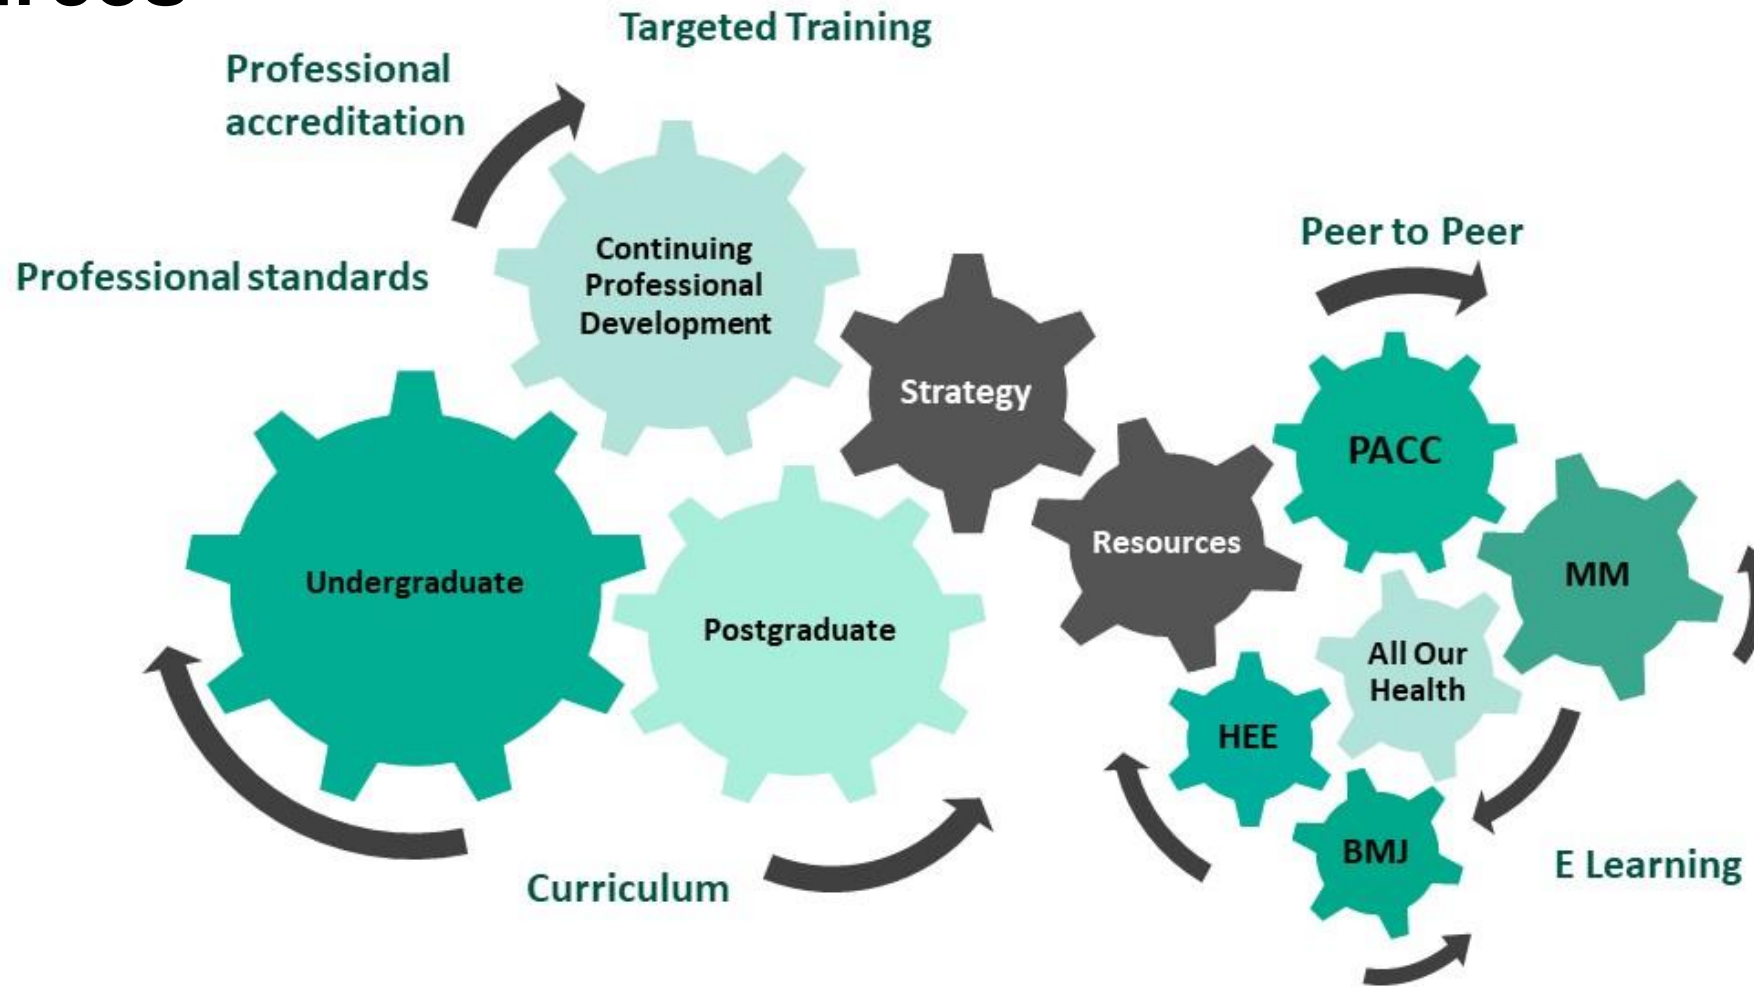 Targeted Training
Professional
accreditation
Professional standards
Continuing
Professional
Development
Strategy
Peer to Peer
PACC
Resources
MM
Undergraduate
Postgraduate
All Our
Health
HEE
BMJ
E Learning
Curriculum